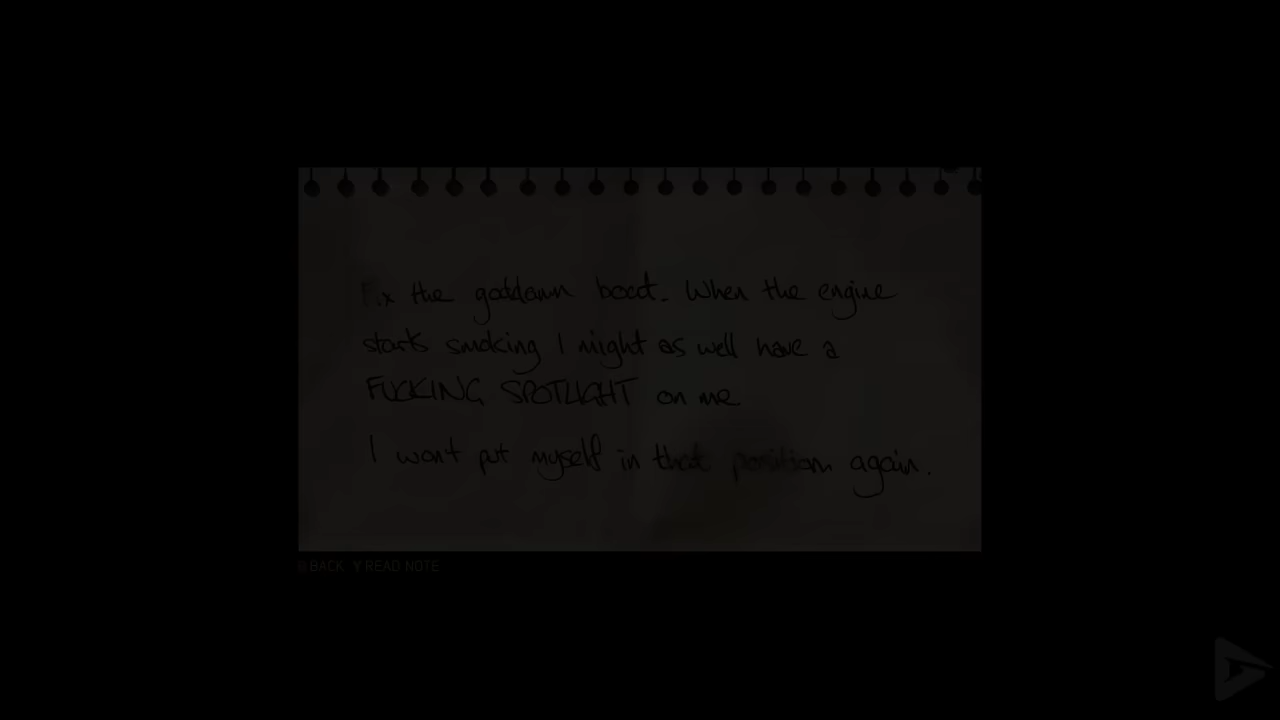 Fix the goddamn boat. When the engine
starts smoking I might as well have a
FUCKING SPOTLIGHT on me.
I wont put myself in that position again.
BACK Y READ NOTE